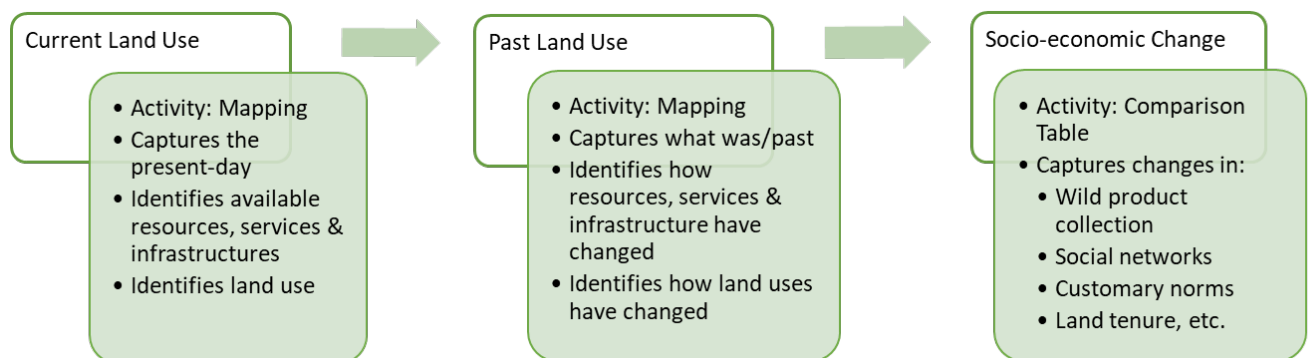 Current Land Use
• Activity: Mapping
• Captures the
present-day
• Identifies available
resources, services &
infrastructures
• Identifies land use
Past Land Use
• Activity: Mapping
• Captures what was/past
• Identifies how
resources, services &
infrastructure have
changed
• Identifies how land uses
have changed
Socio-economic Change
• Activity: Comparison
Table
• Captures changes in:
• Wild product
collection
• Social networks
• Customary norms
• Land tenure, etc.